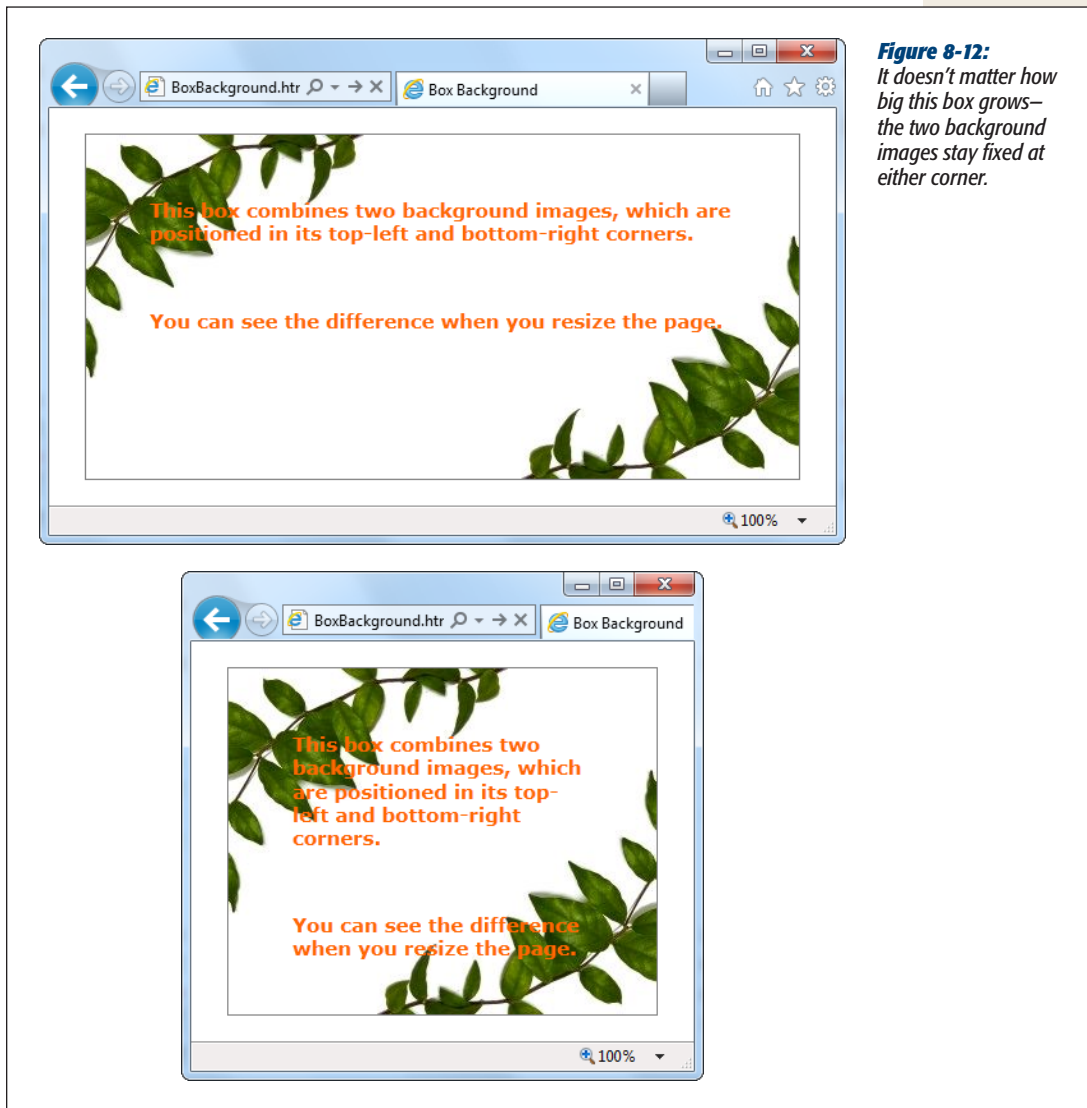 BoxBackground.htr
Box Background
This box combines two background images, which are
positioned in its top-left and bottom-right corners.
You can see the difference when you resize the page.
100%
Figure 8-12:
It doesn't matter how
big this box grows—
the two background
images stay fixed at
either corner.
BoxBackground.htr
Box Background
This box combines two
background images, which
are positioned in its top-
left and bottom-right
corners.
You can see the difference
when you resize the page.
100%